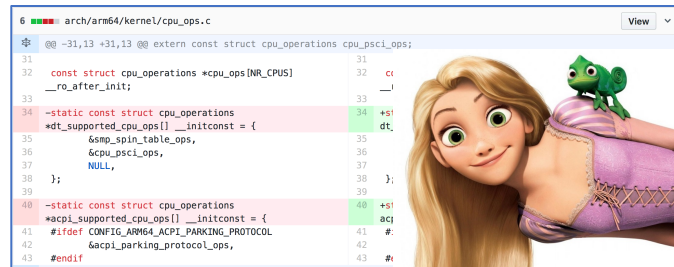 6 arch/arm64/kernel/cpu_ops.c View
@@ -31,13 +31,13 @@ extern const struct cpu_operations cpu_psci_ops;
31 31
32 const struct cpu_operations *cpu_ops[NR_CPUS] 32
__ro_after_init;
33 33
34 -static const struct cpu_operations 34
*dt_supported_cpu_ops[] __initconst = {
35 &smp_spin_table_ops, 35
36 &cpu_psci_ops, 36
37 NULL, 37
38 }; 38 };
39 39
40 -static const struct cpu_operations 40
*acpi_supported_cpu_ops[] __initconst = {
41 #ifdef CONFIG_ARM64_ACPI_PARKING_PROTOCOL 41
42 &acpi_parking_protocol_ops, 42
43 #endif 43